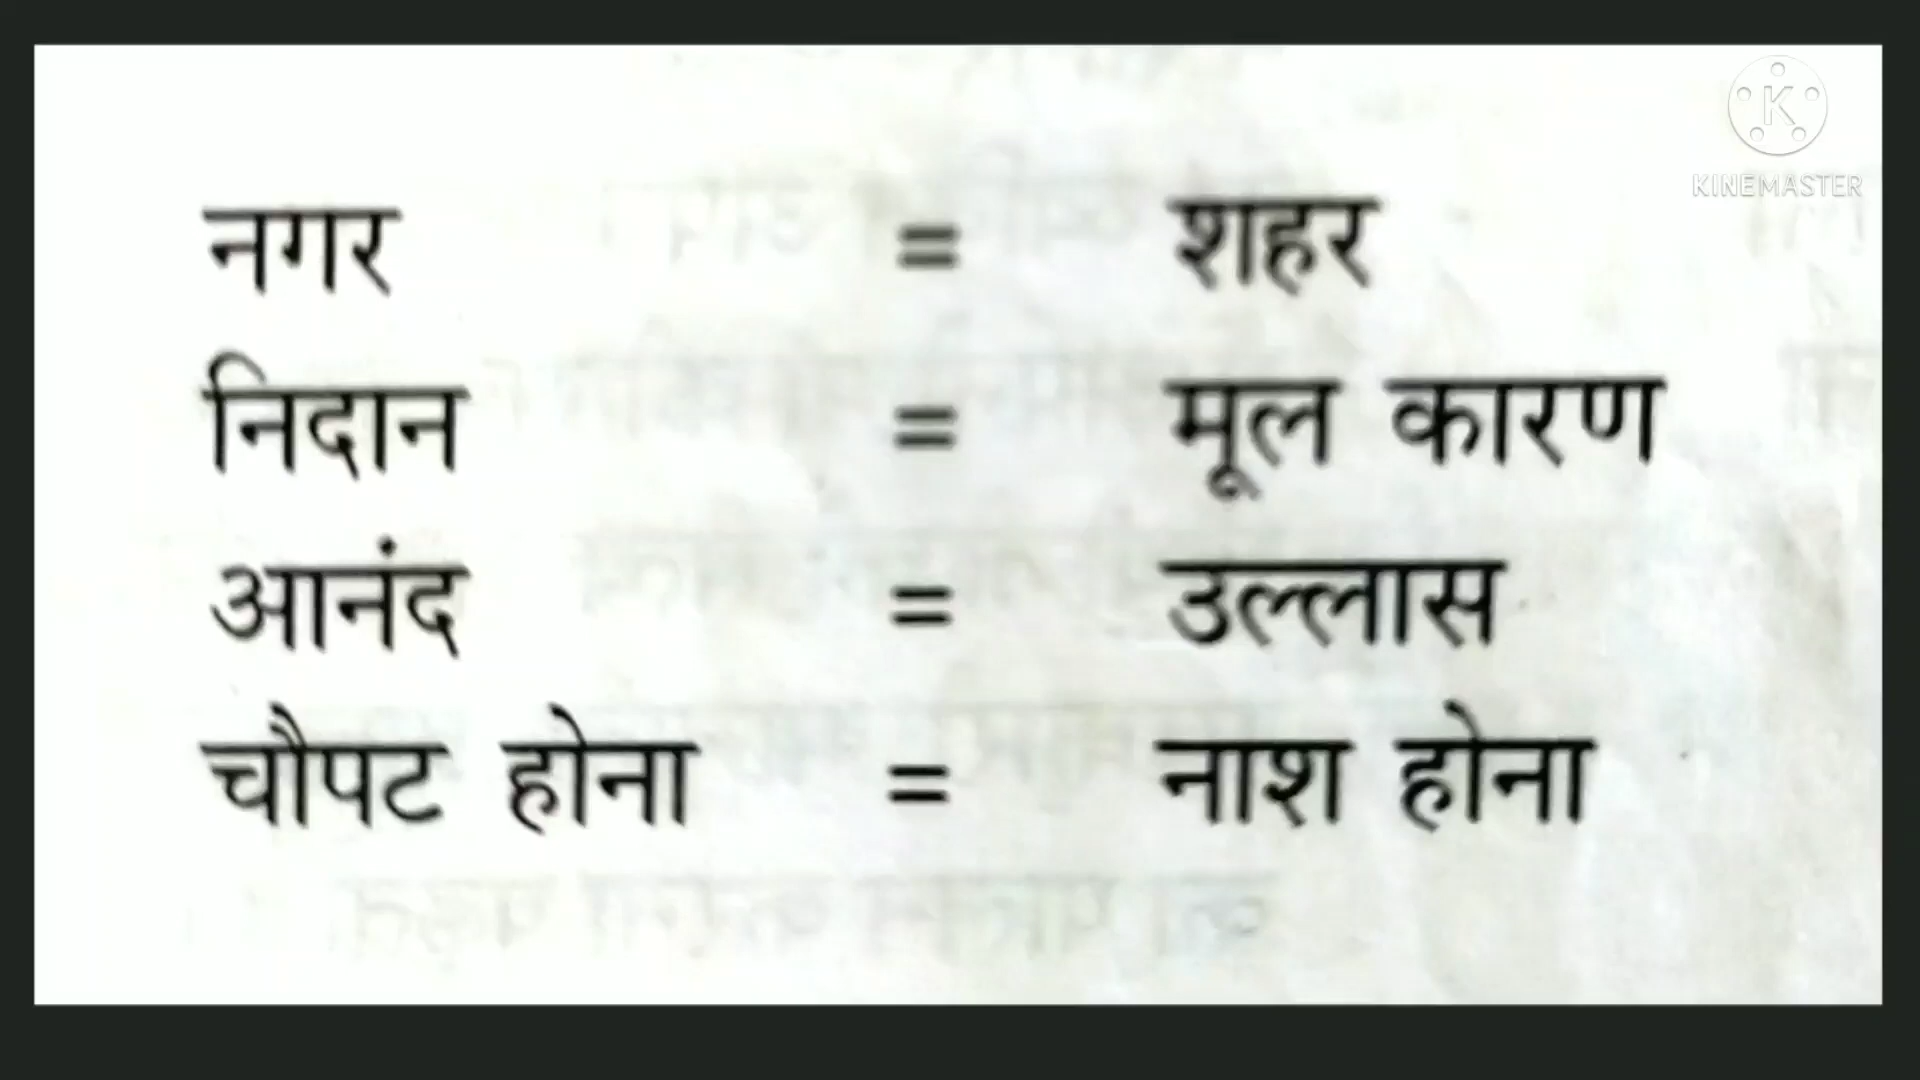 नगर = शहर
निदान = मूल कारण
आनंद = उल्लास
चौपट होना = नाश होना
KINEMASTER